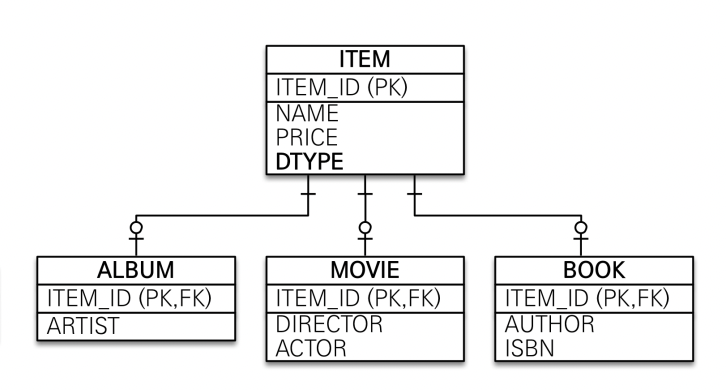 ITEM
ITEM_ID (PK)
NAME
PRICE
DTYPE
ALBUM
ITEM_ID (PK,FK)
ARTIST
MOVIE
ITEM_ID (PK,FK)
DIRECTOR
ACTOR
BOOK
ITEM_ID (PK,FK)
AUTHOR
ISBN